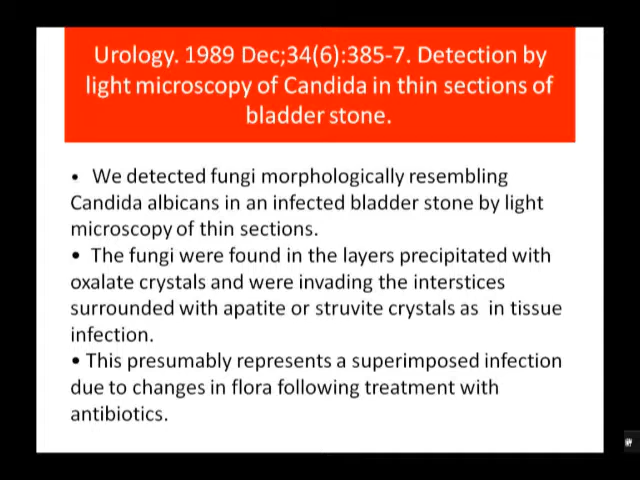 Urology. 1989 Dec;34(6):385-7. Detection by
light microscopy of Candida in thin sections of
bladder stone.
• We detected fungi morphologically resembling
Candida albicans in an infected bladder stone by light
microscopy of thin sections.
• The fungi were found in the layers precipitated with
oxalate crystals and were invading the interstices
surrounded with apatite or struvite crystals as in tissue
infection.
• This presumably represents a superimposed infection
due to changes in flora following treatment with
antibiotics.